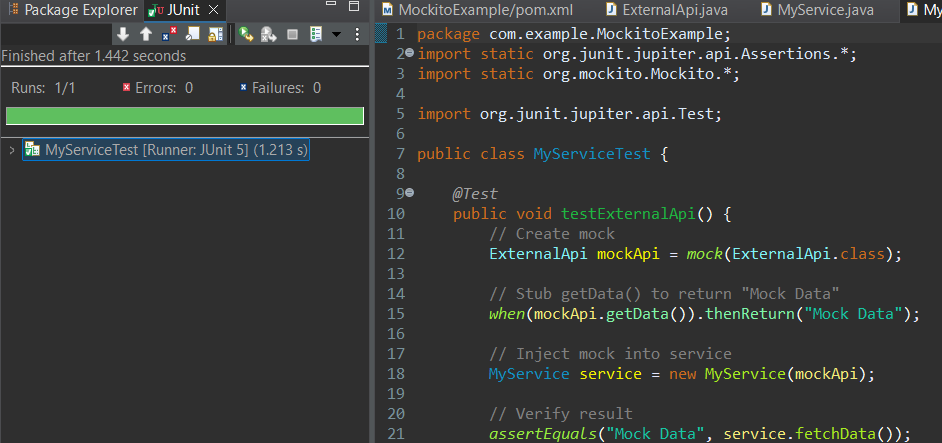 Package Explorer JUnit
Finished after 1.442 seconds
Runs: 1/1 Errors: 0 Failures: 0
MyServiceTest [Runner: JUnit 5] (1.213 s)
MockitoExample/pom.xml ExternalApi.java MyService.java My
1 package com.example.MockitoExample;
2 import static org.junit.jupiter.api.Assertions.*;
3 import static org.mockito.Mockito.*;
4
5 import org.junit.jupiter.api.Test;
6
7 public class MyServiceTest {
8
9 @Test
10 public void testExternalApi() {
11 // Create mock
12 ExternalApi mockApi = mock(ExternalApi.class);
13
14 // Stub getData() to return "Mock Data"
15 when(mockApi.getData()).thenReturn("Mock Data");
16
17 // Inject mock into service
18 MyService service = new MyService(mockApi);
19
20 // Verify result
21 assertEquals("Mock Data", service.fetchData());